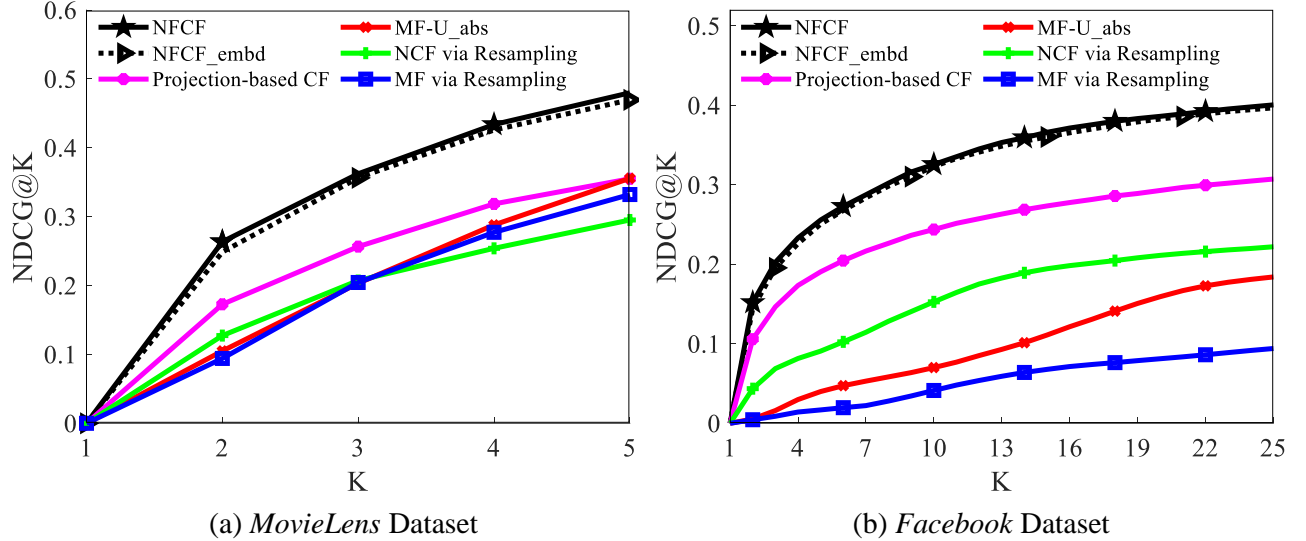 NFCF
NFCF_embd
Projection-based CF
MF-U_abs
NCF via Resampling
MF via Resampling
0.6
0.5
0.4
0.3
0.2
0.1
0
NDCG@K
1 2 3 4 5
K
(a) MovieLens Dataset
NFCF
NFCF_embd
Projection-based CF
MF-U_abs
NCF via Resampling
MF via Resampling
0.5
0.4
0.3
0.2
0.1
0
NDCG@K
1 4 7 10 13 16 19 22 25
K
(b) Facebook Dataset